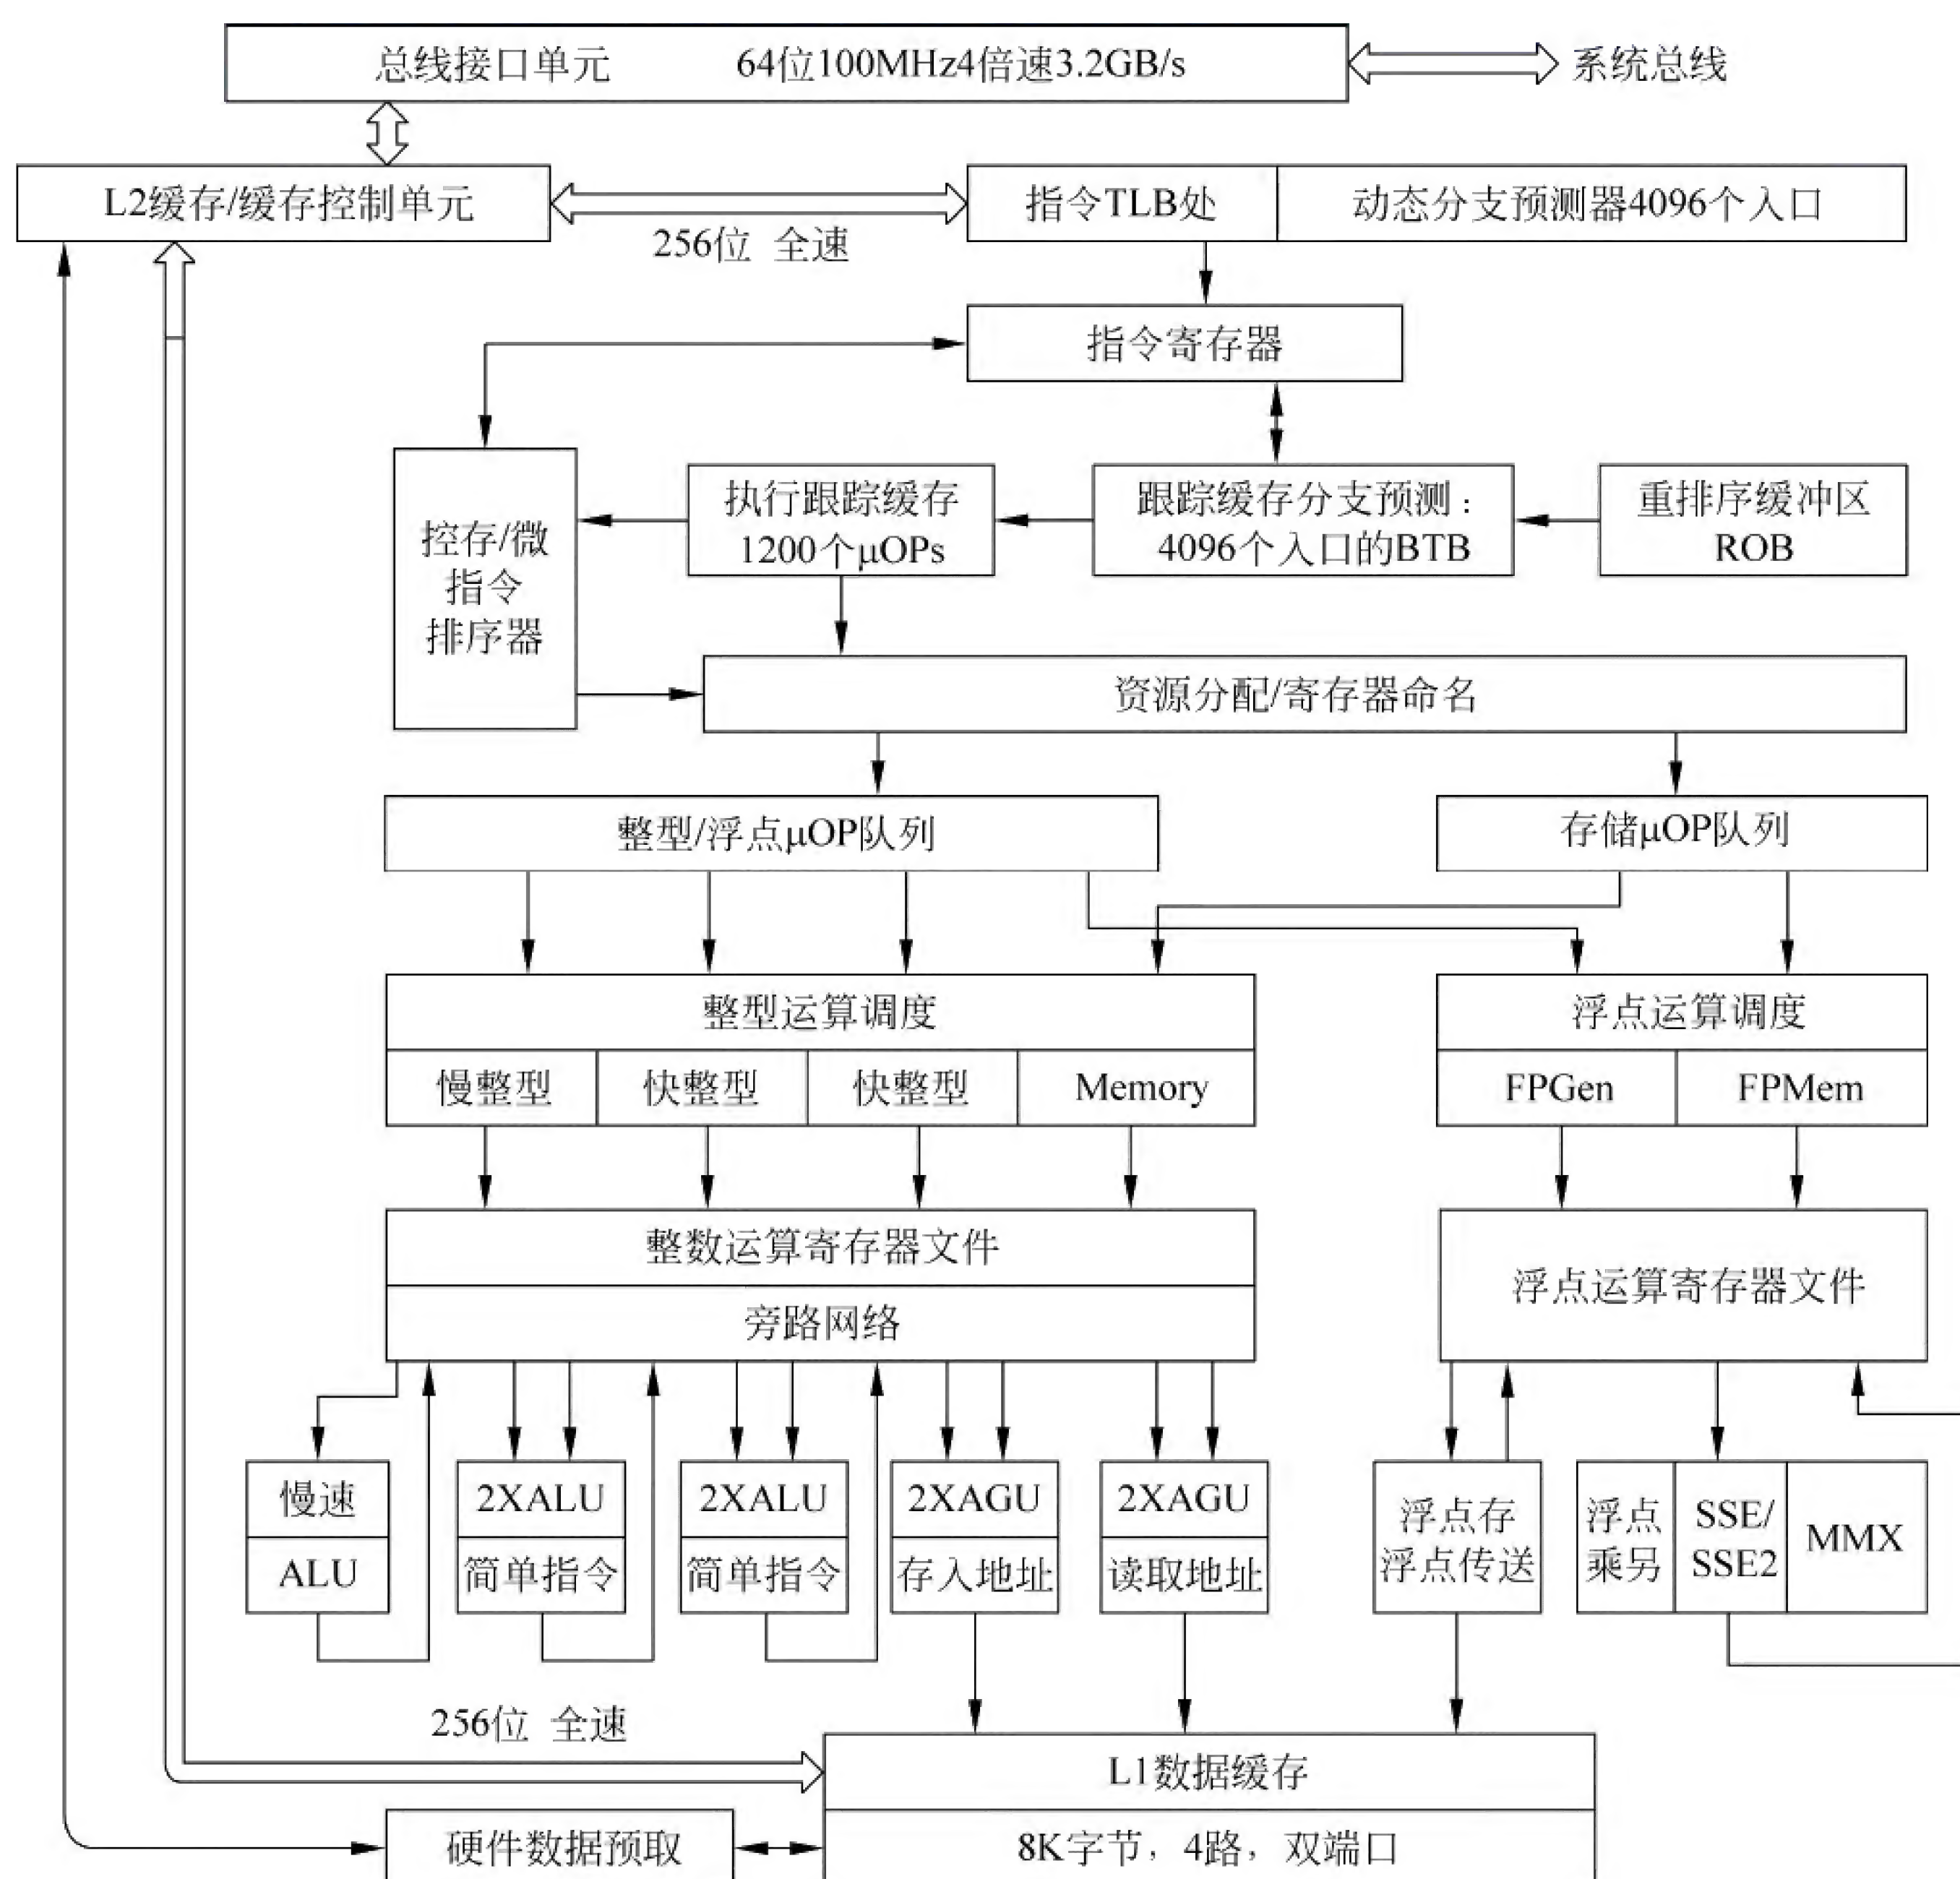 总线接口单元 64位100MHz4倍速3.2GB/s
系统总线
L2缓存/缓存控制单元
256位 全速
指令TLB处
动态分支预测器4096个入口
指令寄存器
控存/微
指令
排序器
执行跟踪缓存
1200个μOPs
跟踪缓存分支预测：
4096个入口的BTB
重排序缓冲区
ROB
资源分配/寄存器命名
整型/浮点μOP队列
存储μOP队列
整型运算调度
慢整型
快整型
快整型
Memory
浮点运算调度
FPGen
FPMem
整数运算寄存器文件
旁路网络
浮点运算寄存器文件
慢速
ALU
2XALU
简单指令
2XALU
简单指令
2XAGU
存入地址
2XAGU
读取地址
浮点存
浮点传送
浮点
乘另
SSE/
SSE2
MMX
256位 全速
L1数据缓存
8K字节，4路，双端口
硬件数据预取